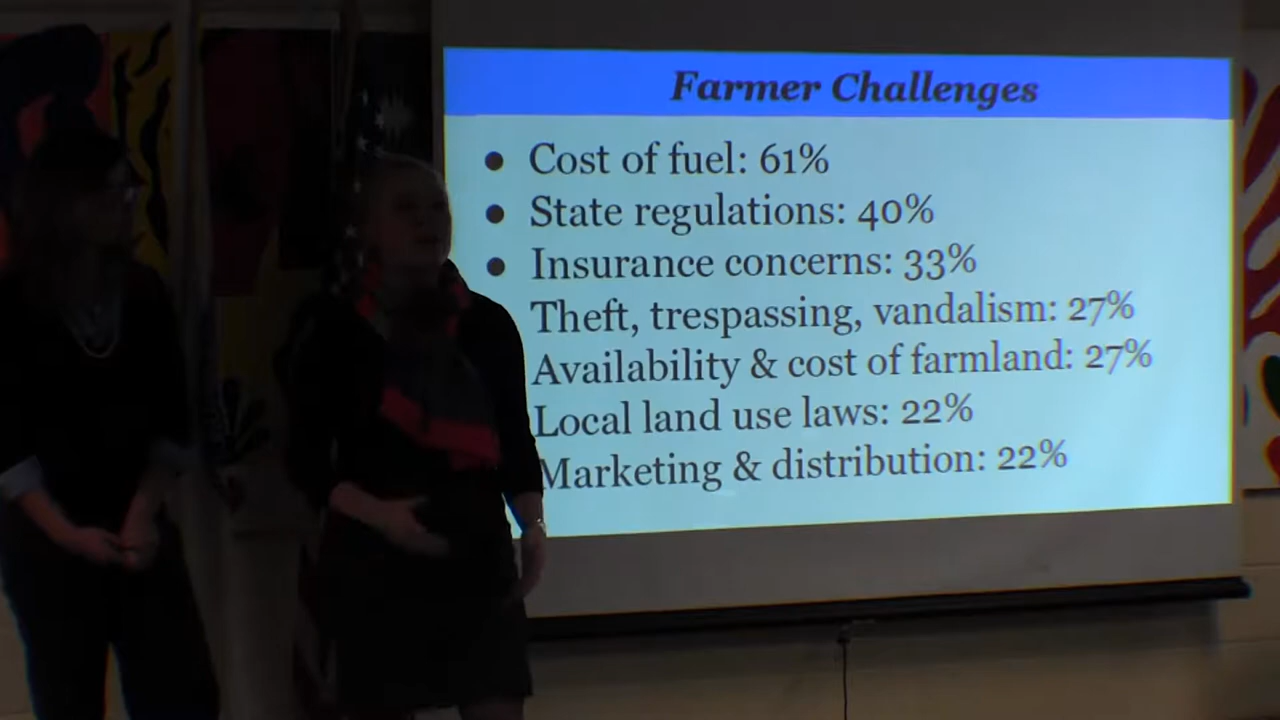 Farmer Challenges
● Cost of fuel: 61%
● State regulations: 40%
● Insurance concerns: 33%
Theft, trespassing, vandalism: 27%
Availability & cost of farmland: 27%
Local land use laws: 22%
Marketing & distribution: 22%